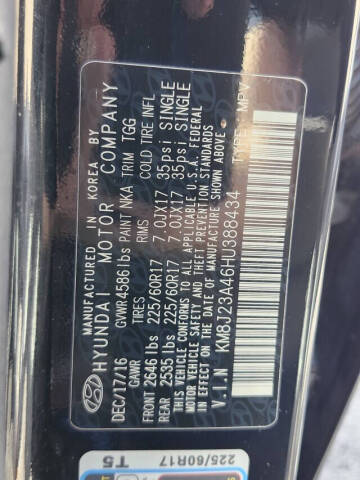 MANUFACTURED IN KOREA BY
HYUNDAI MOTOR COMPANY
DEC/17/16 GVWR4586lbs PAINT NKA TRIM TGG
GAWR TIRES RIMS COLD TIRE INFL
FRONT 2646 lbs 225/60R17 7.0JX17 35psi SINGLE
REAR 2535 lbs 225/60R17 7.0JX17 35psi SINGLE
THIS VEHICLE CONFORMS TO ALL APPLICABLE U.S.A. FEDERAL
MOTOR VEHICLE SAFETY AND THEFT PREVENTION STANDARDS
IN EFFECT ON THE DATE OF MANUFACTURE SHOWN ABOVE.
V.I.N KM8J23A46HU388434 TYPE: MPV
225/60R17
T5